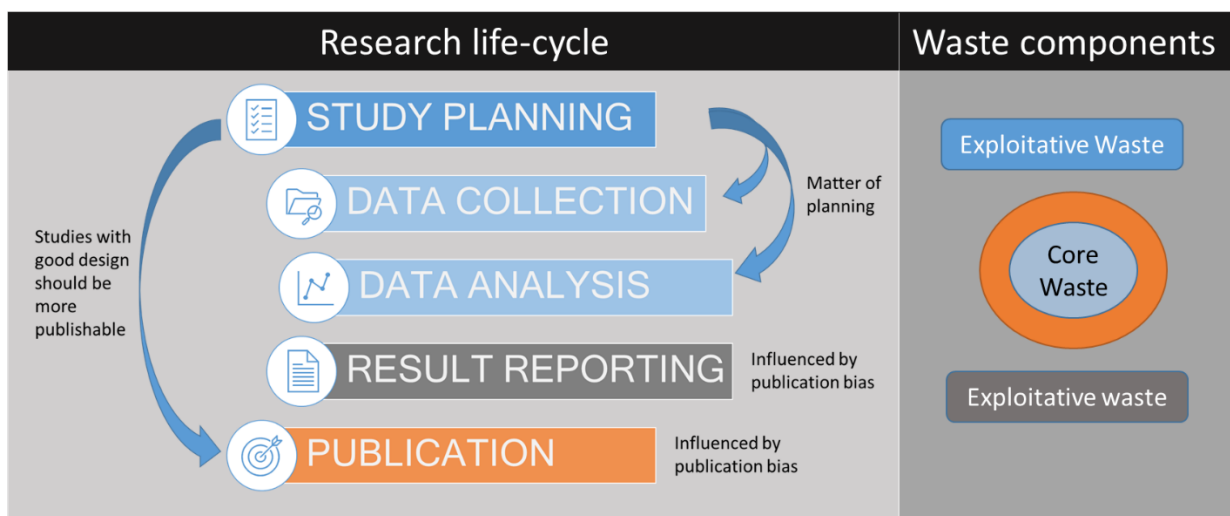 Research life-cycle
Waste components
STUDY PLANNING
DATA COLLECTION
DATA ANALYSIS
RESULT REPORTING
PUBLICATION
Studies with
good design
should be
more
publishable
Matter of
planning
Influenced by
publication bias
Influenced by
publication bias
Exploitative Waste
Core
Waste
Exploitative waste